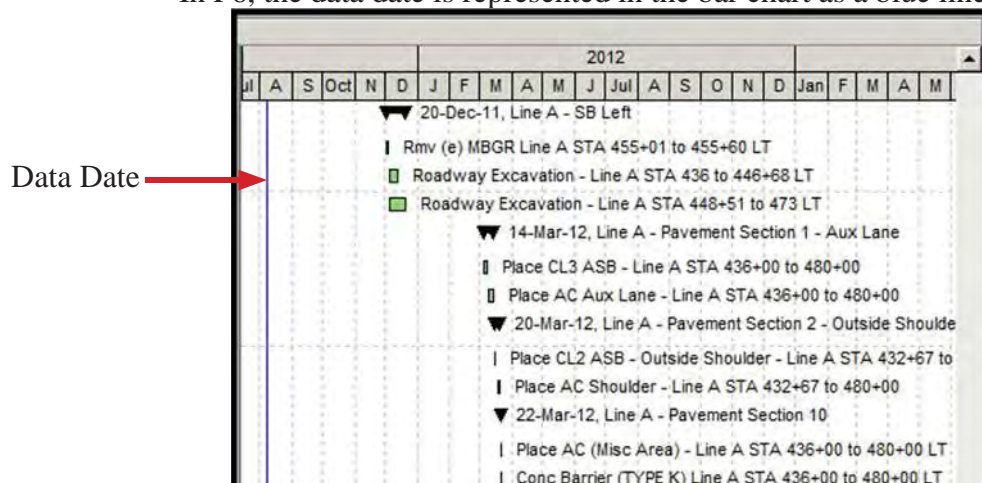 In P6, the data date is represented in the bar chart as a blue line
2012
Jul A S Oct N D J F M A M J Jul A S O N D Jan F M A M
20-Dec-11, Line A - SB Left
Rmv (e) MBGR Line A STA 455+01 to 455+60 LT
Data Date
Roadway Excavation - Line A STA 436 to 446+68 LT
Roadway Excavation - Line A STA 448+51 to 473 LT
14-Mar-12, Line A - Pavement Section 1 - Aux Lane
Place CL3 ASB - Line A STA 436+00 to 480+00
Place AC Aux Lane - Line A STA 436+00 to 480+00
20-Mar-12, Line A - Pavement Section 2 - Outside Shoulde
Place CL2 ASB - Outside Shoulder - Line A STA 432+67 to
Place AC Shoulder - Line A STA 432+67 to 480+00
22-Mar-12, Line A - Pavement Section 10
Place AC (Misc Area) - Line A STA 436+00 to 480+00 LT
Conc Barrier (TYPE K) Line A STA 436+00 to 480+00 LT